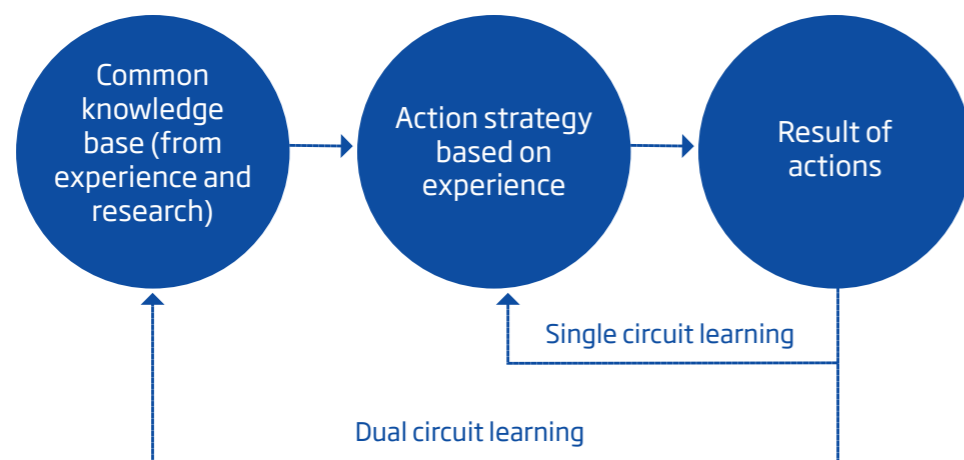 Common
knowledge
base (from
experience and
research)
Action strategy
based on
experience
Result of
actions
Single circuit learning
Dual circuit learning